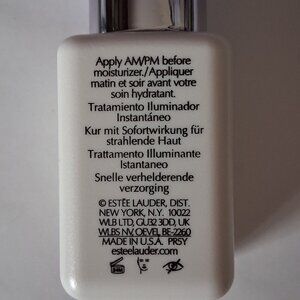 Apply AM/PM before
moisturizer./Appliquer
matin et soir avant votre
soin hydratant.
Tratamiento Iluminador
Instantáneo
Kur mit Sofortwirkung für
strahlende Haut
Trattamento Illuminante
Istantaneo
Snelle verhelderende
verzorging
© ESTĒE LAUDER, DIST.
NEW YORK, N.Y. 10022
WLB LTD, GU32 3DD, UK
WLBS NV, OEVEL, BE-2260
MADE IN U.S.A. PR5Y
esteelauder.com